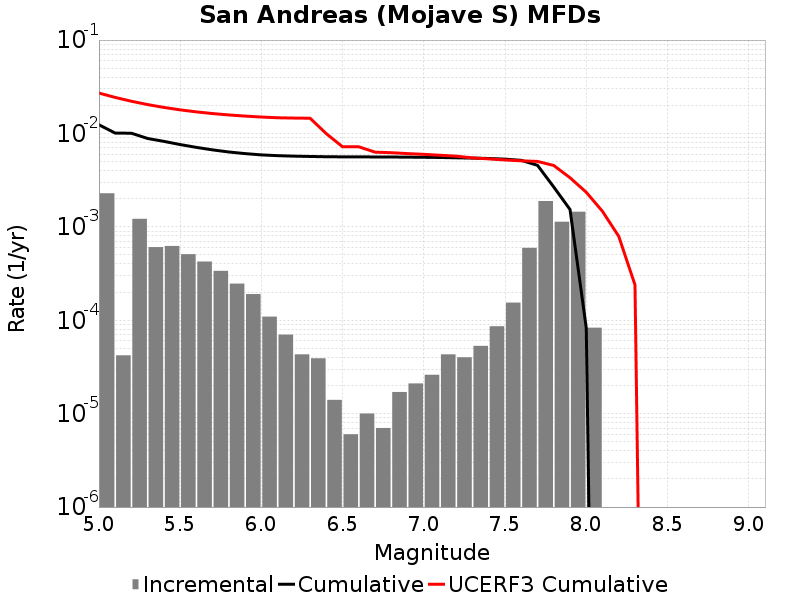 San Andreas (Mojave S) MFDs
10-1
10-2
10-3
10-4
10-5
10-6
Rate (1/yr)
5.0 5.5 6.0 6.5 7.0 7.5 8.0 8.5 9.0
Magnitude
Incremental Cumulative UCERF3 Cumulative